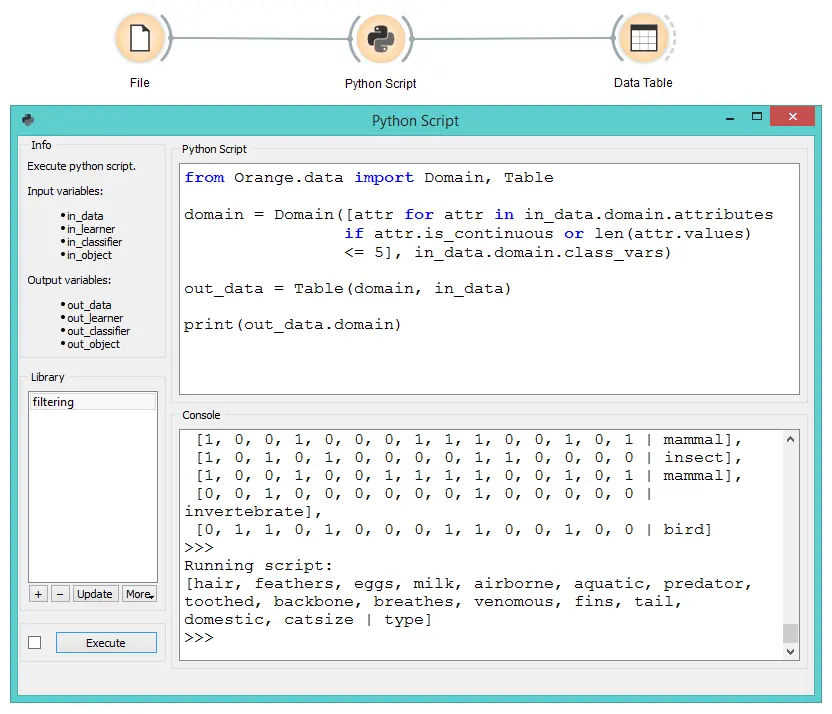 File
Python Script
Data Table
Python Script
Info
Execute python script.
Input variables:
•in_data
•in_learner
•in_classifier
•in_object
Output variables:
•out_data
•out_learner
•out_classifier
•out_object
Library
filtering
+ − Update More
Execute
Python Script
from Orange.data import Domain, Table
domain = Domain([attr for attr in in_data.domain.attributes
if attr.is_continuous or len(attr.values)
<= 5], in_data.domain.class_vars)
out_data = Table(domain, in_data)
print(out_data.domain)
Console
[1, 0, 0, 1, 0, 0, 0, 1, 1, 1, 0, 0, 1, 0, 1 | mammal],
[1, 0, 1, 0, 1, 0, 0, 0, 0, 1, 1, 0, 0, 0, 0 | insect],
[1, 0, 0, 1, 0, 0, 1, 1, 1, 1, 0, 0, 1, 0, 1 | mammal],
[0, 0, 1, 0, 0, 0, 0, 0, 0, 1, 0, 0, 0, 0, 0 |
invertebrate],
[0, 1, 1, 0, 1, 0, 0, 0, 1, 1, 0, 0, 1, 0, 0 | bird]
>>>
Running script:
[hair, feathers, eggs, milk, airborne, aquatic, predator,
toothed, backbone, breathes, venomous, fins, tail,
domestic, catsize | type]
>>>